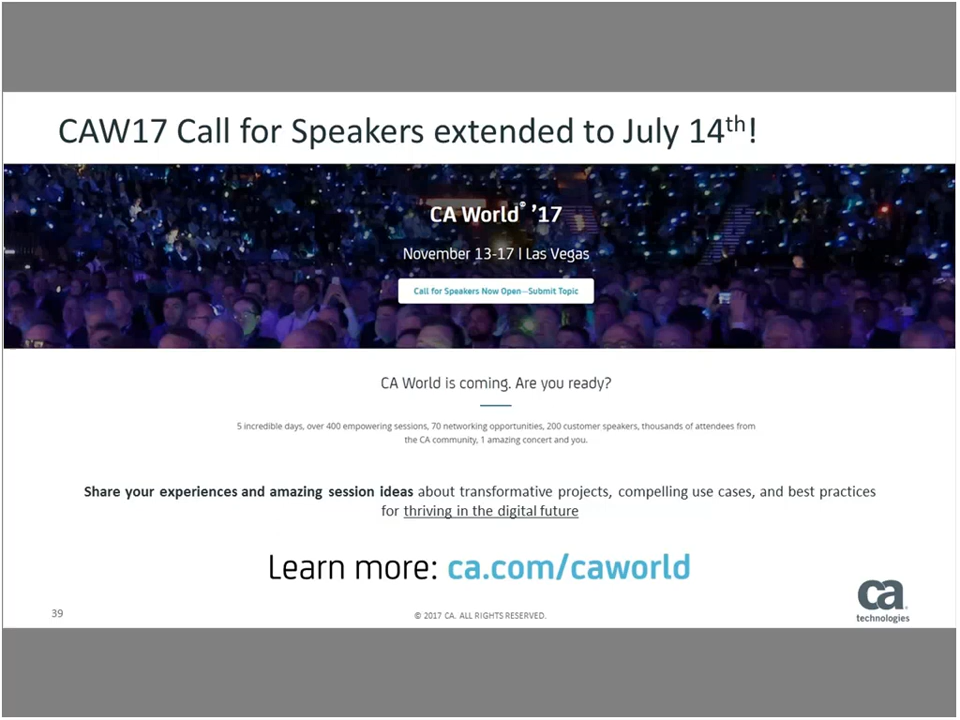 CAW17 Call for Speakers extended to July 14th!
CA World® ’17
November 13-17 | Las Vegas
Call for Speakers Now Open—Submit Topic
CA World is coming. Are you ready?
5 incredible days, over 400 empowering sessions, 70 networking opportunities, 200 customer speakers, thousands of attendees from
the CA community, 1 amazing concert and you.
Share your experiences and amazing session ideas about transformative projects, compelling use cases, and best practices
for thriving in the digital future
Learn more: ca.com/caworld
ca
technologies
39
© 2017 CA. ALL RIGHTS RESERVED.